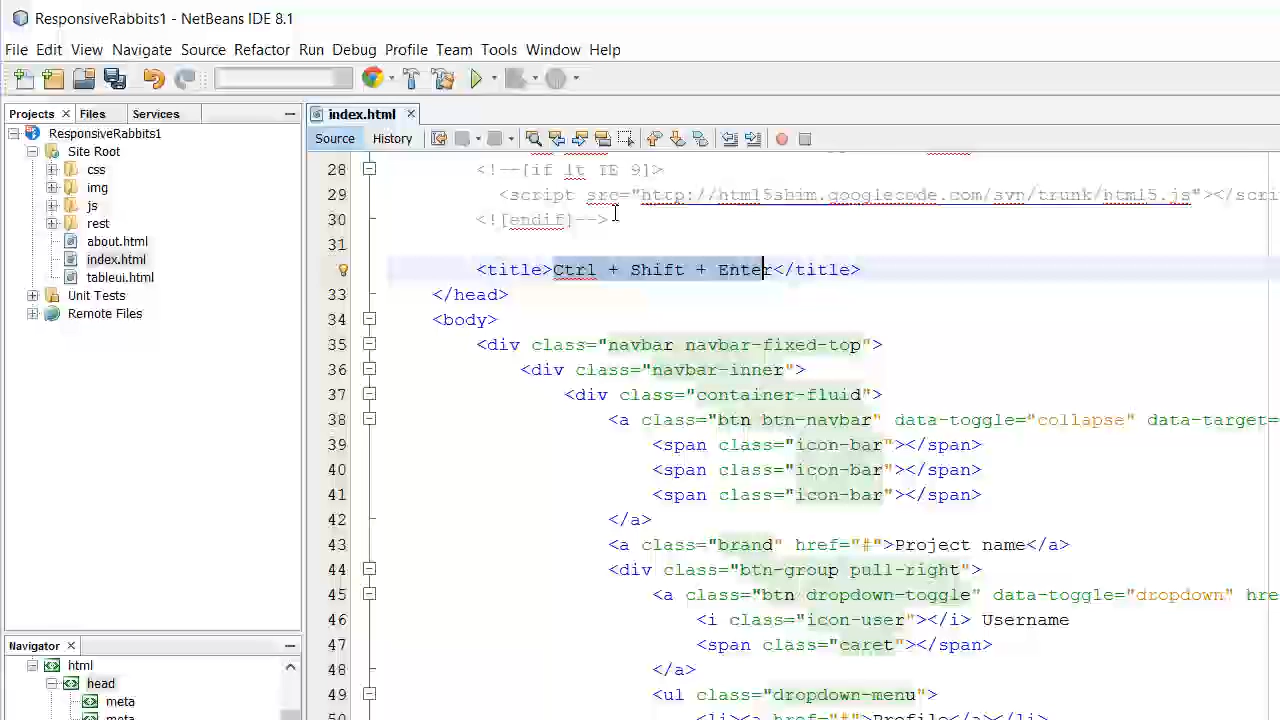 ResponsiveRabbits1 - NetBeans IDE 8.1
File Edit View Navigate Source Refactor Run Debug Profile Team Tools Window Help
Projects Files Services
index.html
Source History
ResponsiveRabbits1
Site Root
css
img
js
rest
about.html
index.html
tableui.html
Unit Tests
Remote Files
28 <!--[if lt IE 9]>
29 <script src="http://html5shim.googlecode.com/svn/trunk/html5.js"></scri
30 <![endif]-->
31
<title>Ctrl + Shift + Enter</title>
33 </head>
34 <body>
35 <div class="navbar navbar-fixed-top">
36 <div class="navbar-inner">
37 <div class="container-fluid">
38 <a class="btn btn-navbar" data-toggle="collapse" data-target=
39 <span class="icon-bar"></span>
40 <span class="icon-bar"></span>
41 <span class="icon-bar"></span>
42 </a>
43 <a class="brand" href="#">Project name</a>
44 <div class="btn-group pull-right">
45 <a class="btn dropdown-toggle" data-toggle="dropdown" hre
46 <i class="icon-user"></i> Username
47 <span class="caret"></span>
48 </a>
49 <ul class="dropdown-menu">
50 <li><a href="#">Profile</a></li>
Navigator
html
head
meta
meta